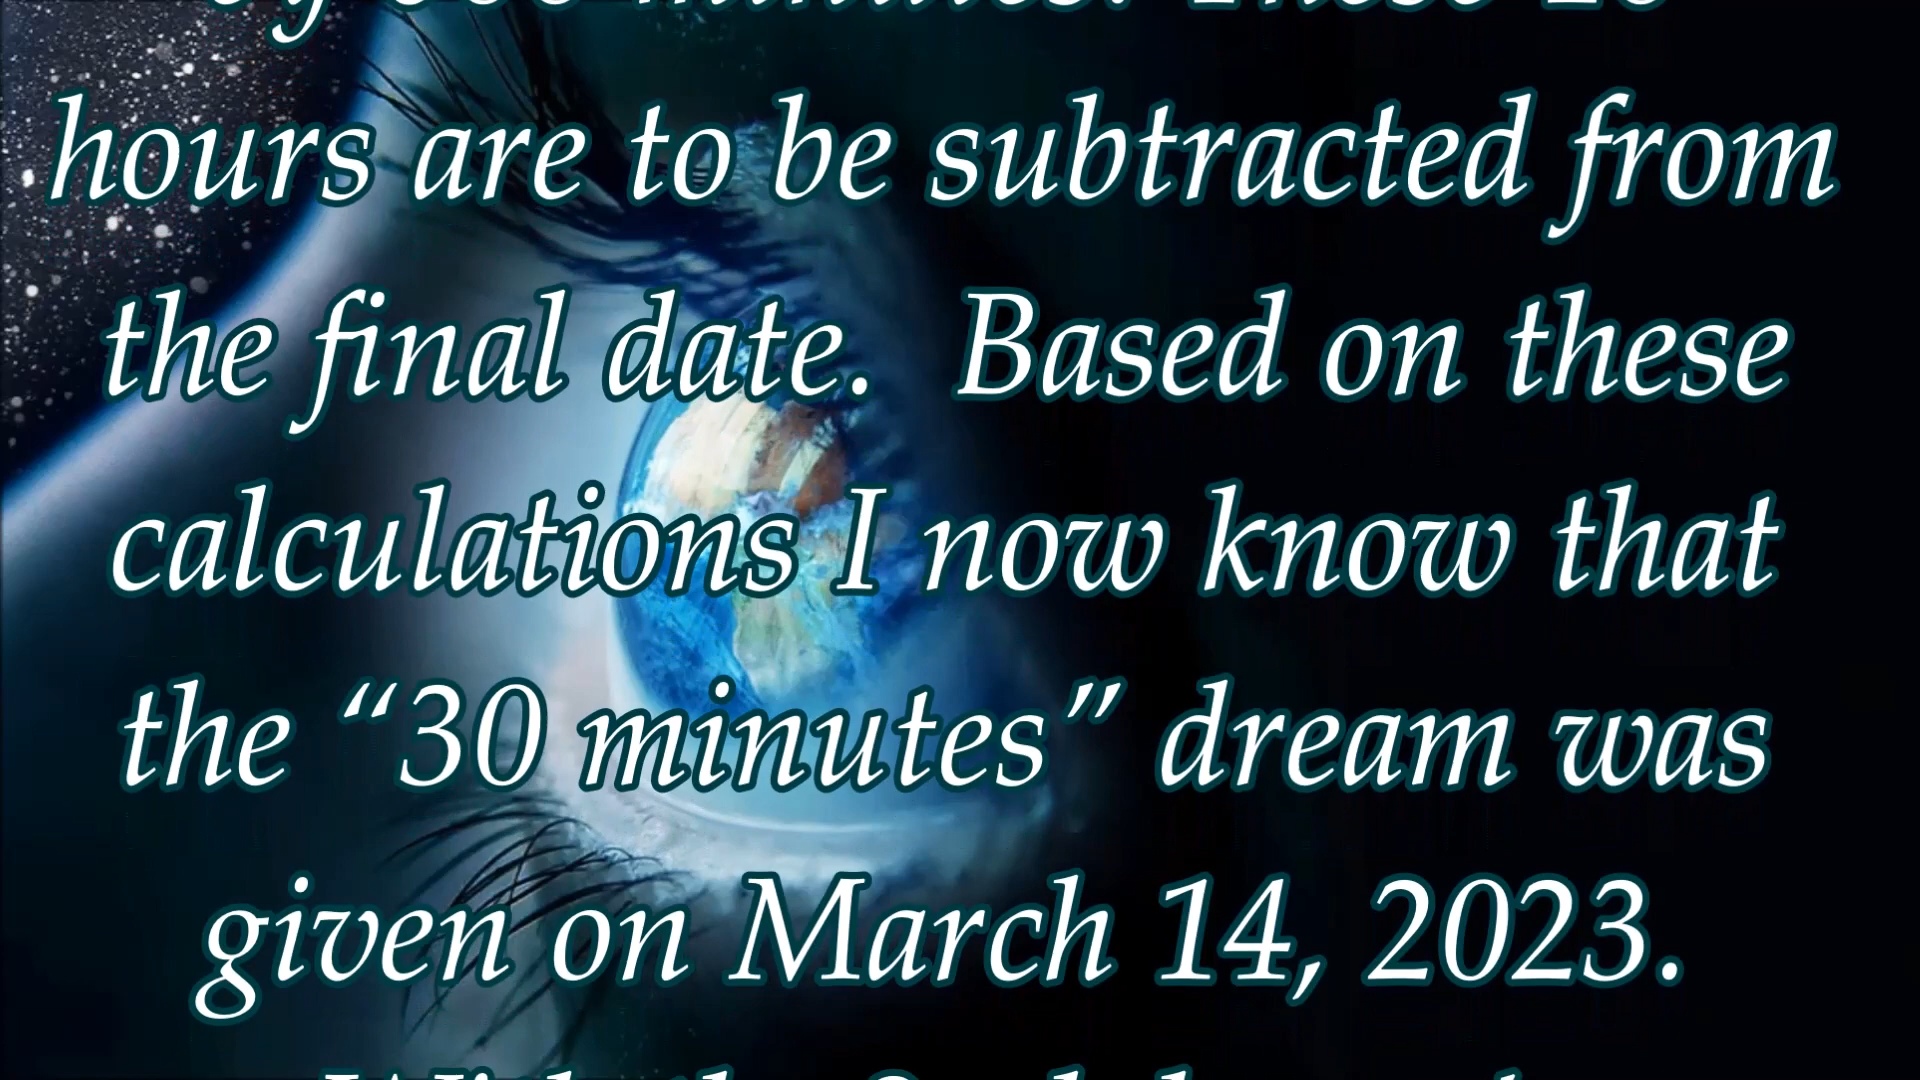 hours are to be subtracted from
the final date.  Based on these
calculations I now know that
the “30 minutes” dream was
given on March 14, 2023.